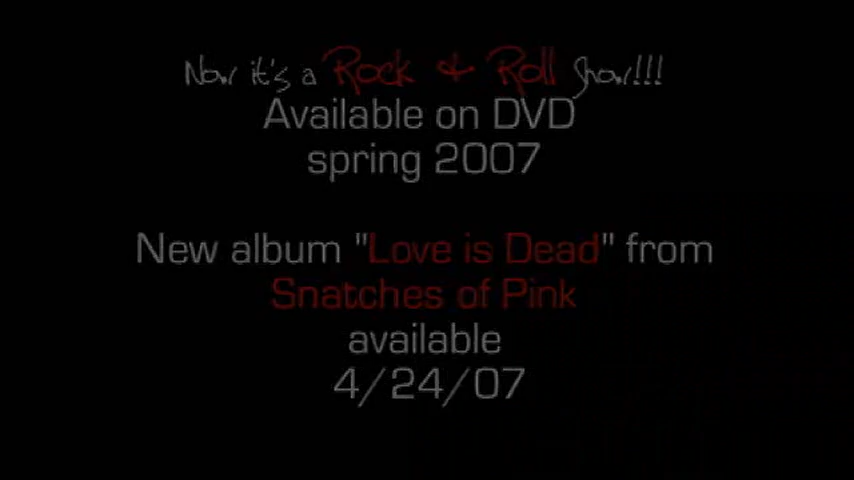 Now it's a Rock & Roll Show!!!
Available on DVD
spring 2007
New album "Love is Dead" from
Snatches of Pink
available
4/24/07